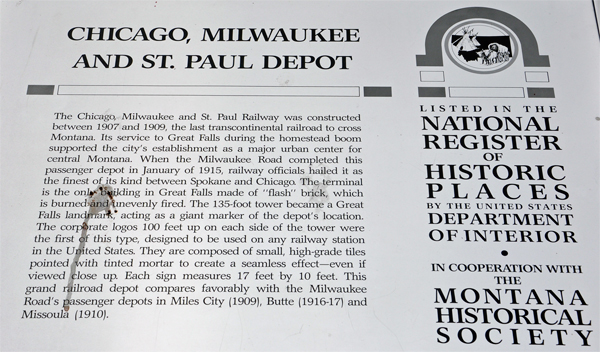 CHICAGO, MILWAUKEE
AND ST. PAUL DEPOT
The Chicago, Milwaukee and St. Paul Railway was constructed
between 1907 and 1909, the last transcontinental railroad to cross
Montana. Its service to Great Falls during the homestead boom
supported the city's establishment as a major urban center for
central Montana. When the Milwaukee Road completed this
passenger depot in January of 1915, railway officials hailed it as
the finest of its kind between Spokane and Chicago. The terminal
is the only building in Great Falls made of "flash" brick, which
is burned unevenly fired. The 135-foot tower became a Great
Falls landmark, acting as a giant marker of the depot's location.
The corporate logos 100 feet up on each side of the tower were
the first of this type, designed to be used on any railway station
in the United States. They are composed of small, high-grade tiles
pointed with tinted mortar to create a seamless effect—even if
viewed close up. Each sign measures 17 feet by 10 feet. This
grand railroad depot compares favorably with the Milwaukee
Road's passenger depots in Miles City (1909), Butte (1916-17) and
Missoula (1910).
LISTED IN THE
NATIONAL
REGISTER
OF
HISTORIC
PLACES
BY THE UNITED STATES
DEPARTMENT
OF INTERIOR
•
IN COOPERATION WITH
THE
MONTANA
HISTORICAL
SOCIETY